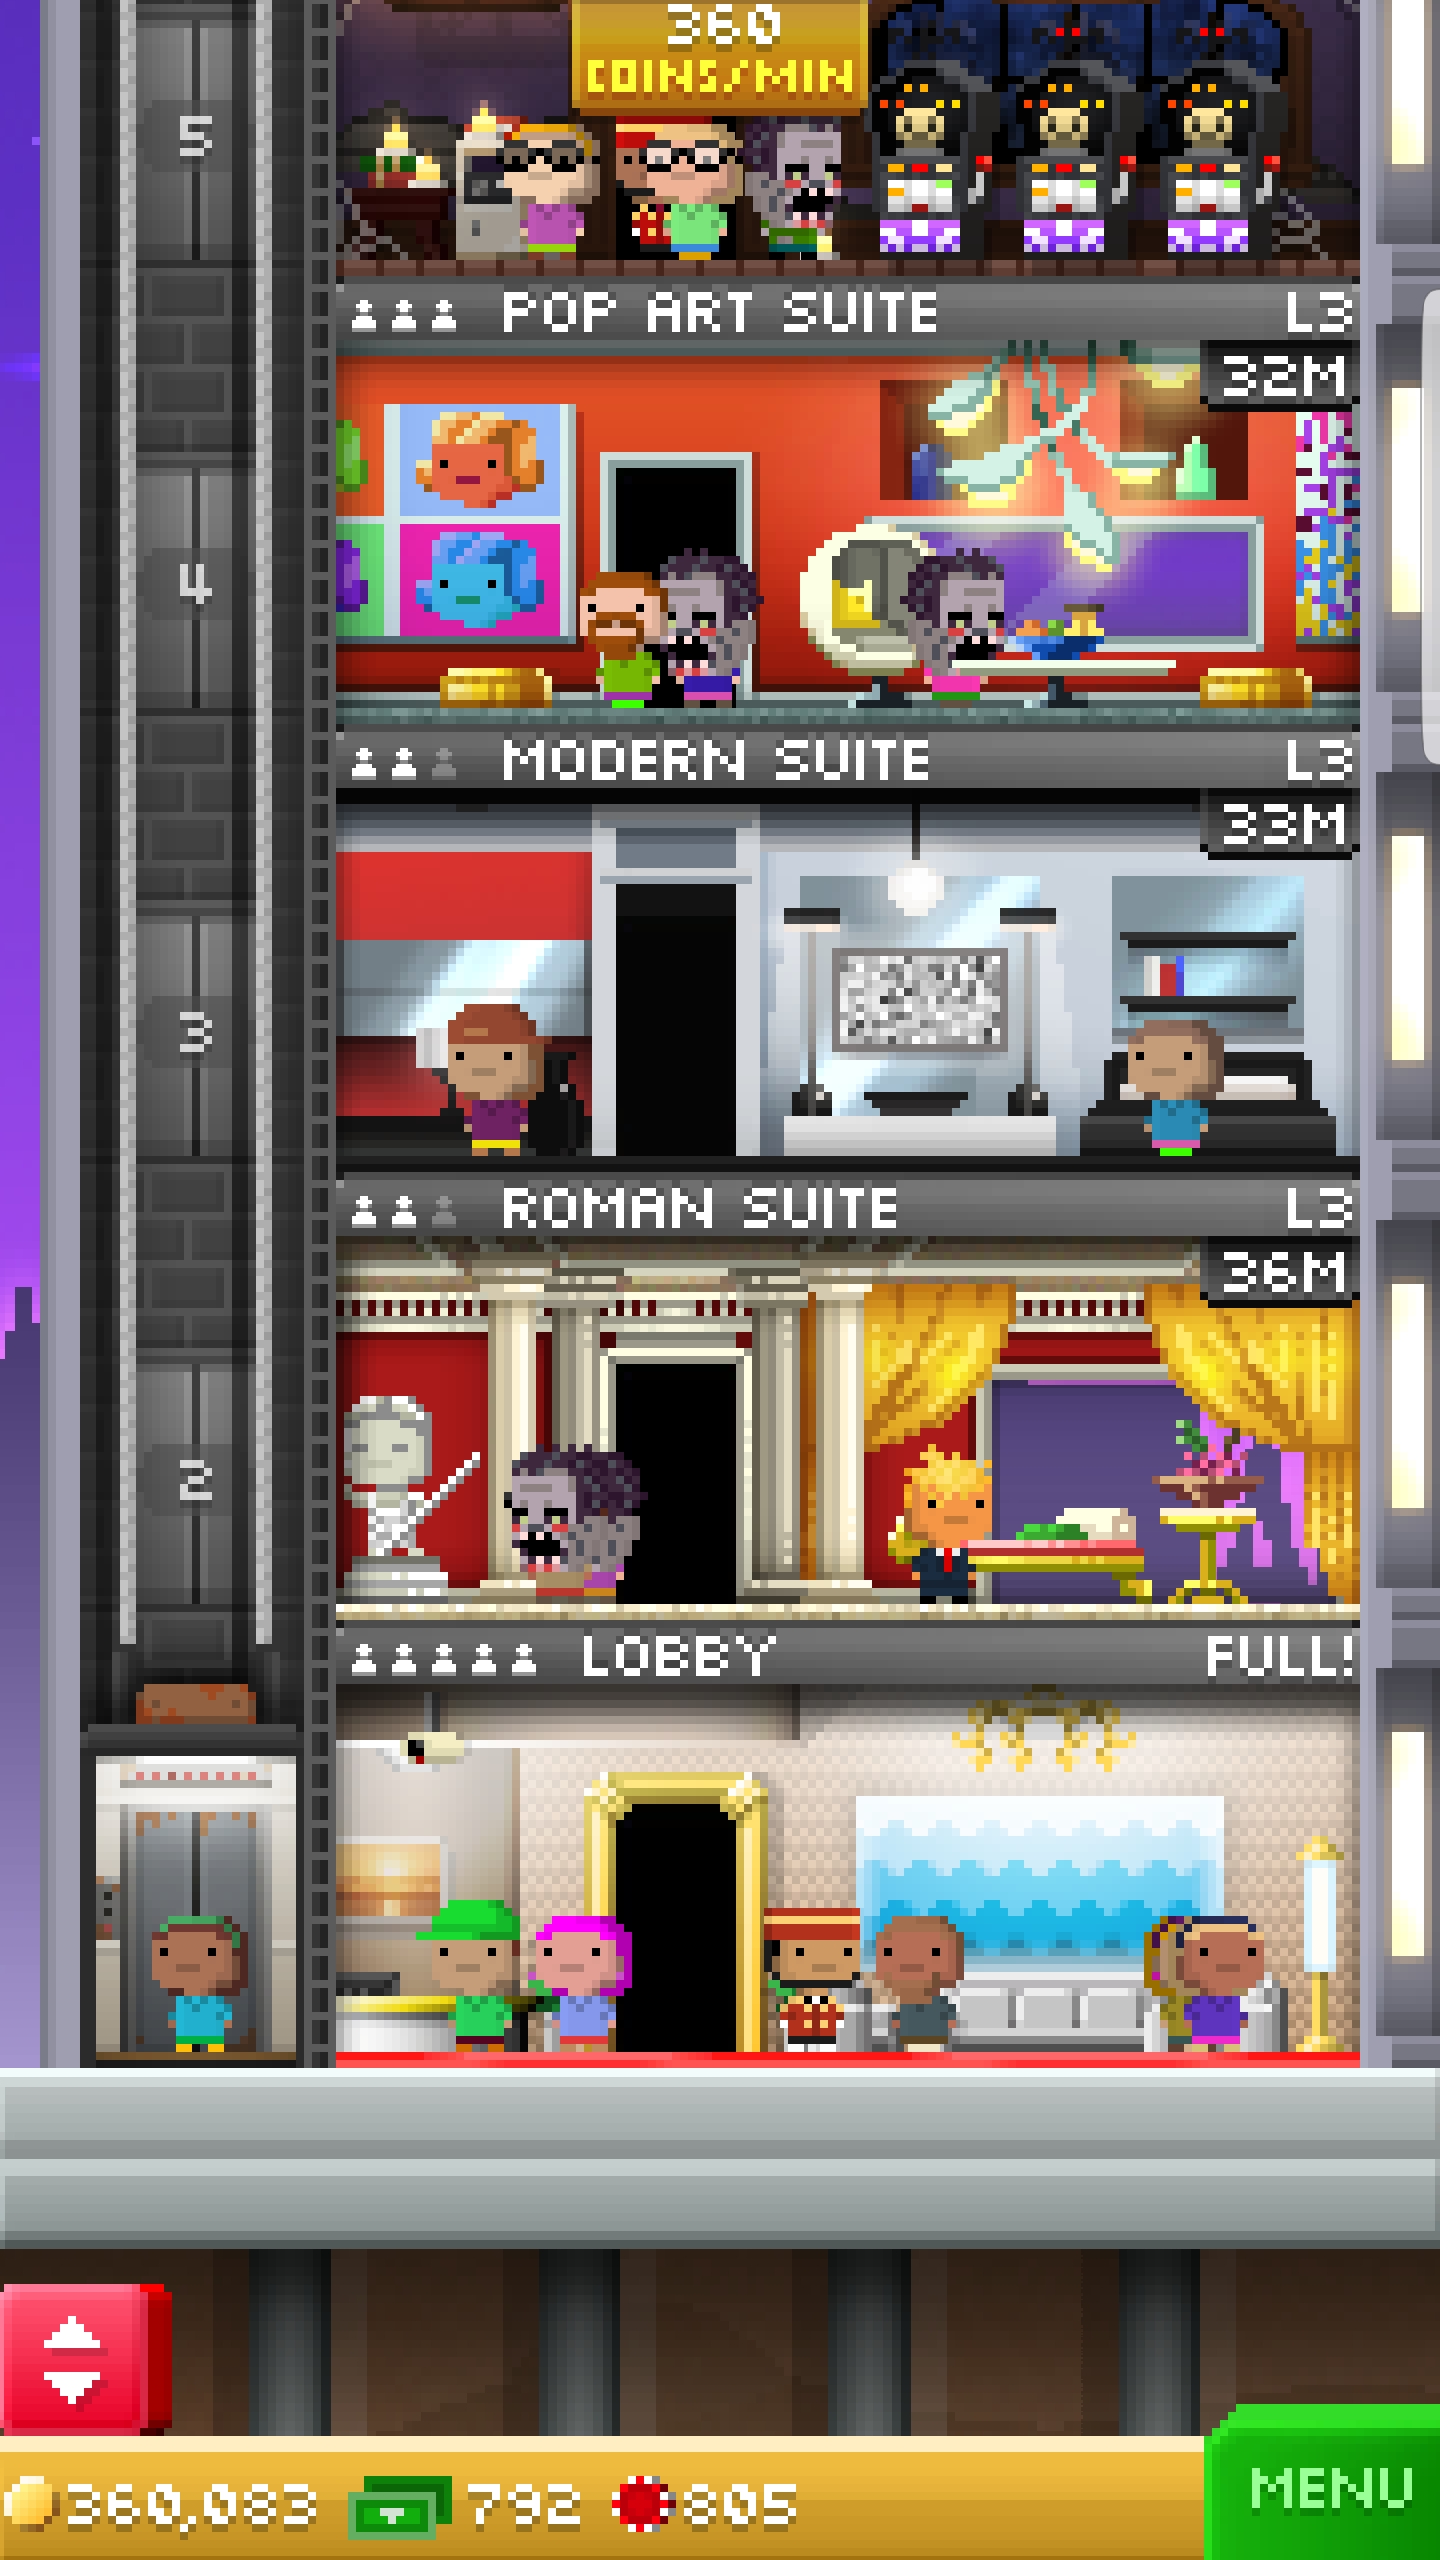 360
COINS/MIN
5
POP ART SUITE L3
32M
4
MODERN SUITE L3
33M
3
ROMAN SUITE L3
36M
2
LOBBY FULL!
360,083 792 805
MENU